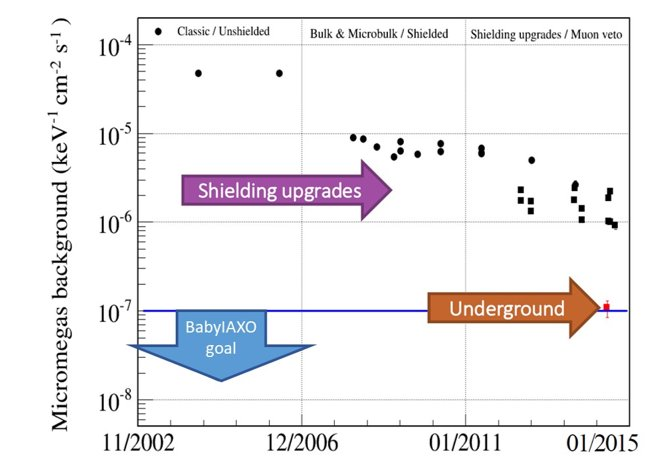 Micromegas background (keV⁻¹ cm⁻² s⁻¹)
Classic / Unshielded
Bulk & Microbulk / Shielded
Shielding upgrades / Muon veto
10⁻⁴
10⁻⁵
Shielding upgrades
10⁻⁶
Underground
10⁻⁷
BabyIAXO
goal
10⁻⁸
11/2002
12/2006
01/2011
01/2015